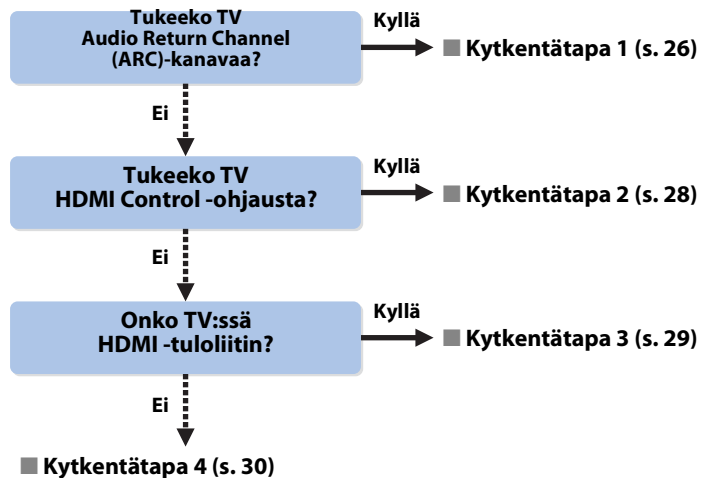 Tukeeko TV
Audio Return Channel
(ARC)-kanavaa?
Kyllä
■ Kytkentätapa 1 (s. 26)
Ei
Tukeeko TV
HDMI Control -ohjausta?
Kyllä
■ Kytkentätapa 2 (s. 28)
Ei
Onko TV:ssä
HDMI -tuloliitin?
Kyllä
■ Kytkentätapa 3 (s. 29)
Ei
■ Kytkentätapa 4 (s. 30)